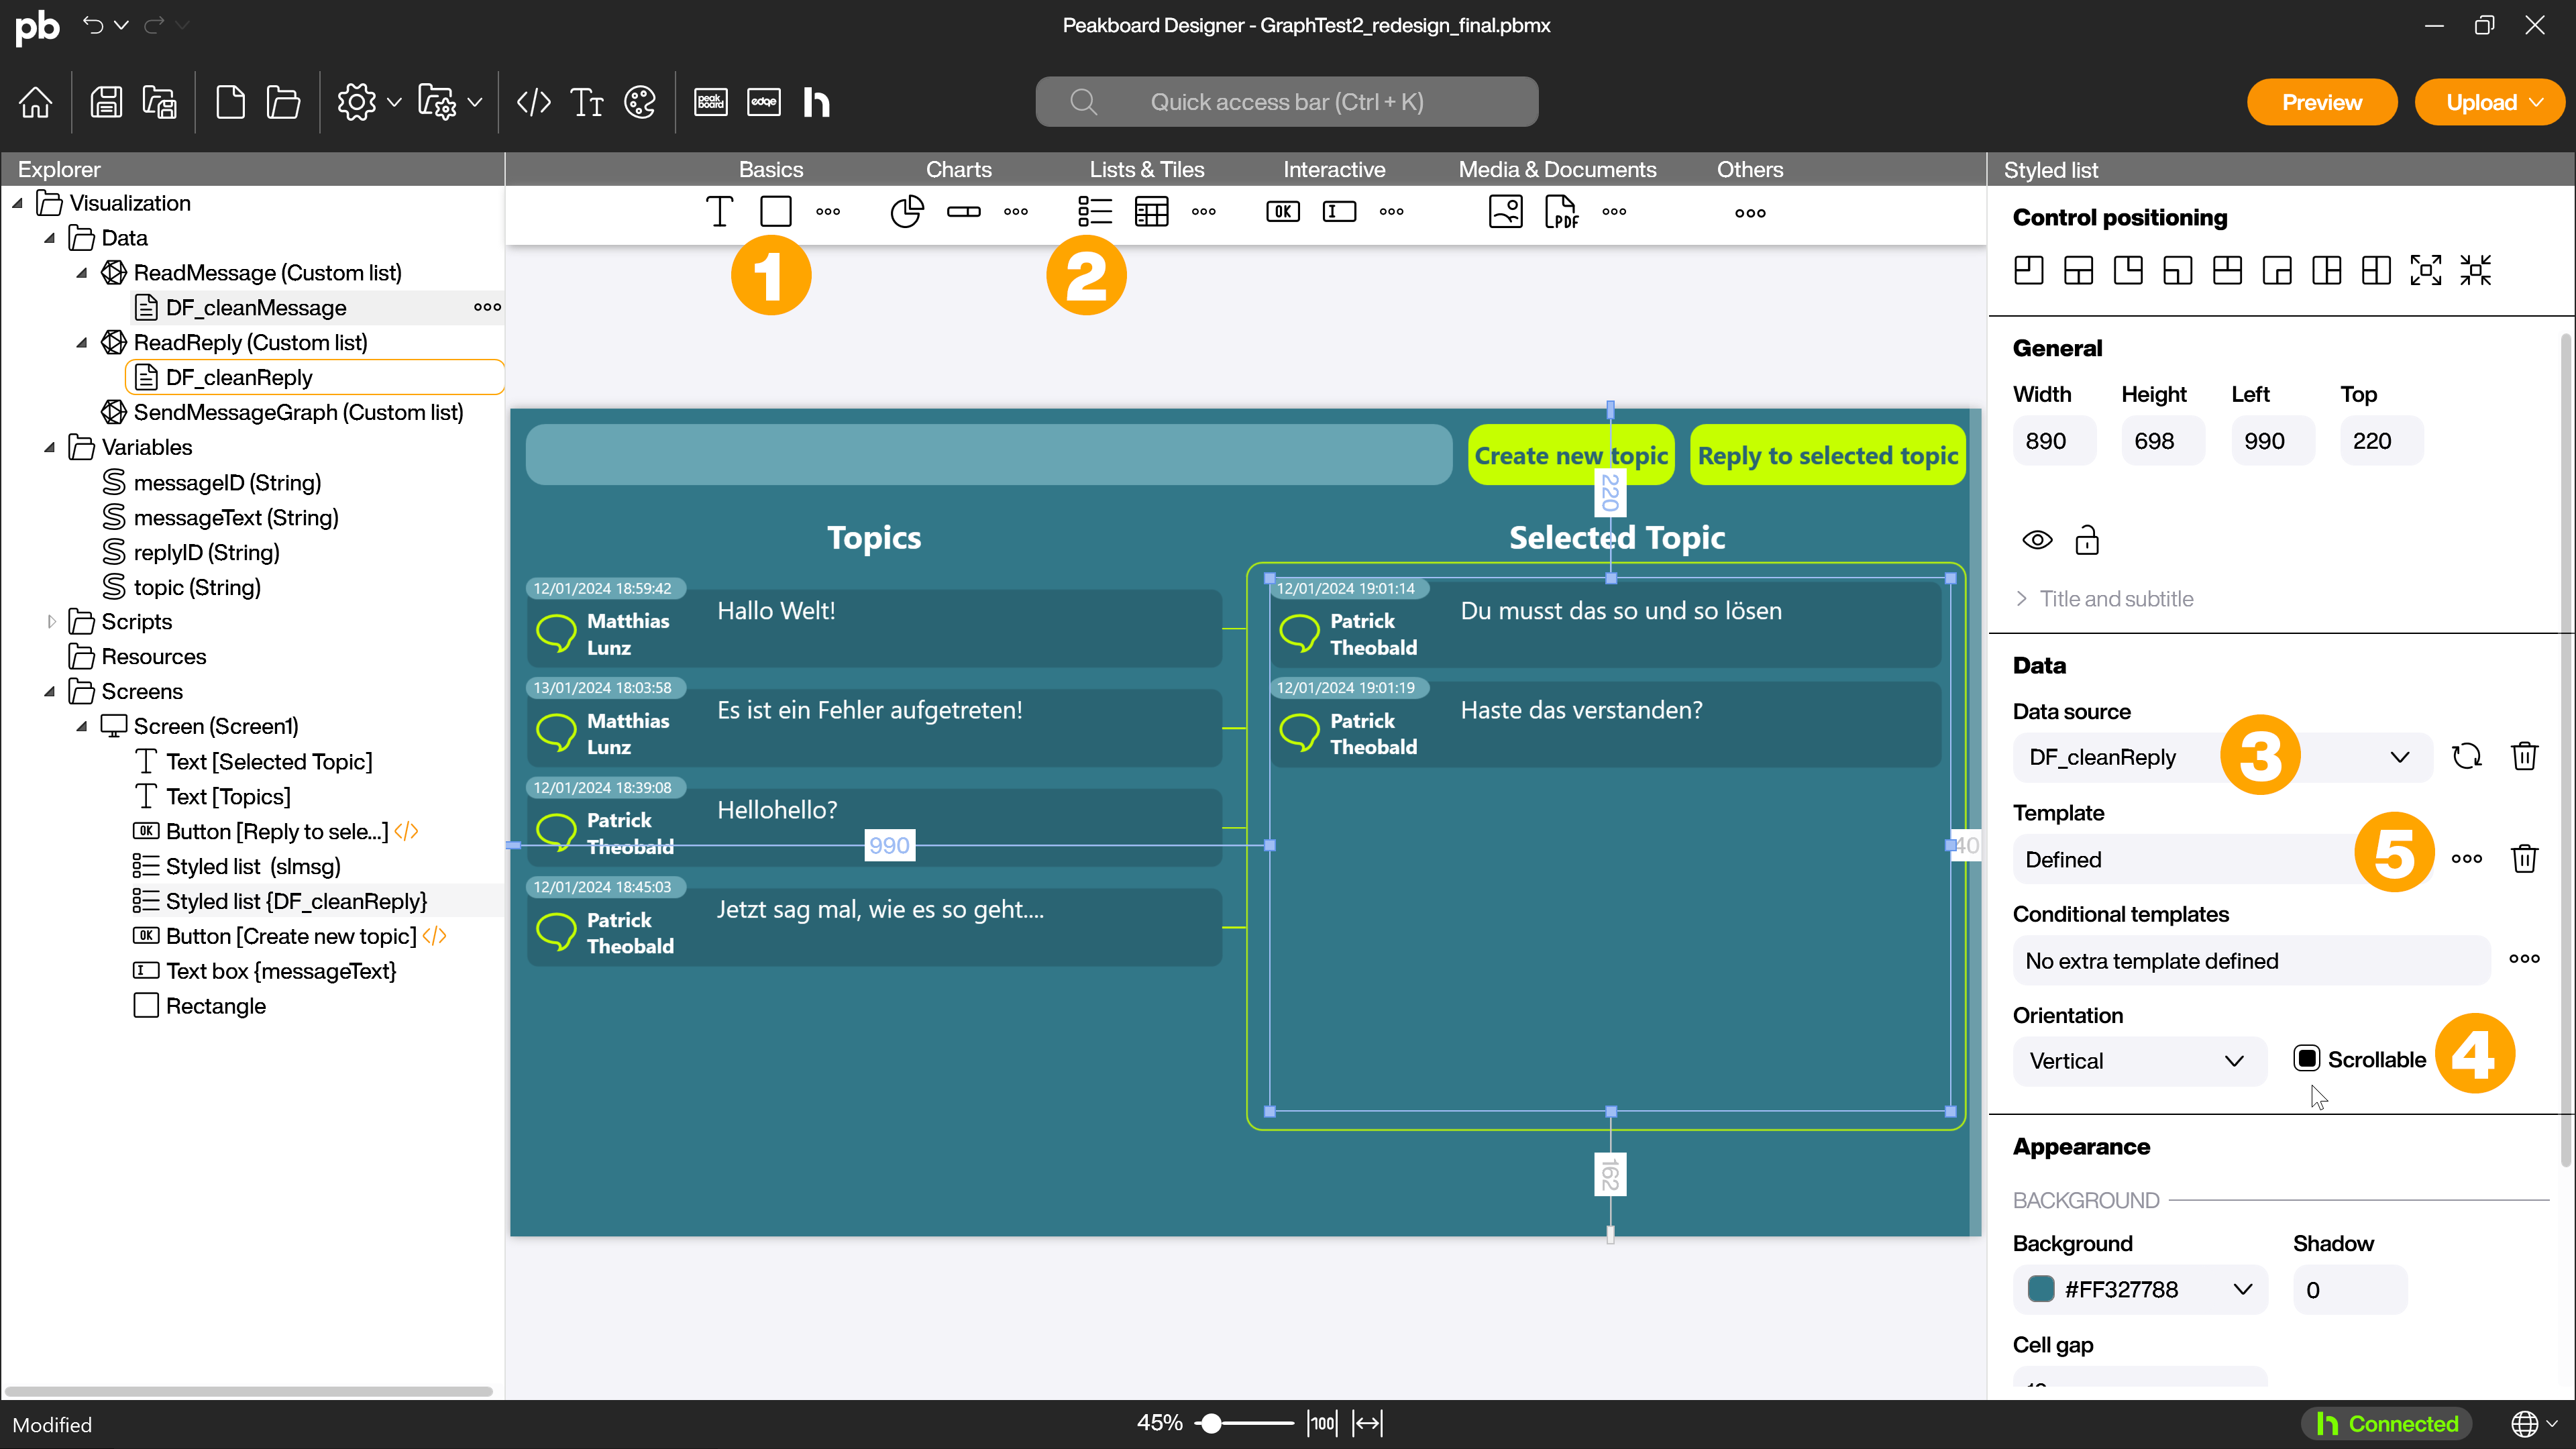 pb
Peakboard Designer - GraphTest2_redesign_final.pbmx
peak board
edge
Quick access bar (Ctrl + K)
Preview
Upload
Explorer
Basics
Charts
Lists & Tiles
Interactive
Media & Documents
Others
Styled list
OK
I
PDF
1
2
Visualization
Data
ReadMessage (Custom list)
DF_cleanMessage
ReadReply (Custom list)
DF_cleanReply
SendMessageGraph (Custom list)
Variables
messageID (String)
messageText (String)
replyID (String)
topic (String)
Scripts
Resources
Screens
Screen (Screen1)
Text [Selected Topic]
Text [Topics]
OK Button [Reply to sele...] </>
Styled list (slmsg)
Styled list {DF_cleanReply}
OK Button [Create new topic] </>
Text box {messageText}
Rectangle
Create new topic
Reply to selected topic
220
Topics
Selected Topic
12/01/2024 18:59:42
Matthias
Lunz
Hallo Welt!
13/01/2024 18:03:58
Matthias
Lunz
Es ist ein Fehler aufgetreten!
12/01/2024 18:39:08
Patrick
Theobald
Hellohello?
990
12/01/2024 18:45:03
Patrick
Theobald
Jetzt sag mal, wie es so geht....
12/01/2024 19:01:14
Patrick
Theobald
Du musst das so und so lösen
12/01/2024 19:01:19
Patrick
Theobald
Haste das verstanden?
40
162
Control positioning
General
Width
Height
Left
Top
890
698
990
220
Title and subtitle
Data
Data source
DF_cleanReply
3
Template
Defined
5
Conditional templates
No extra template defined
Orientation
Vertical
Scrollable
4
Appearance
BACKGROUND
Background
Shadow
#FF327788
0
Cell gap
Modified
45%
100
Connected